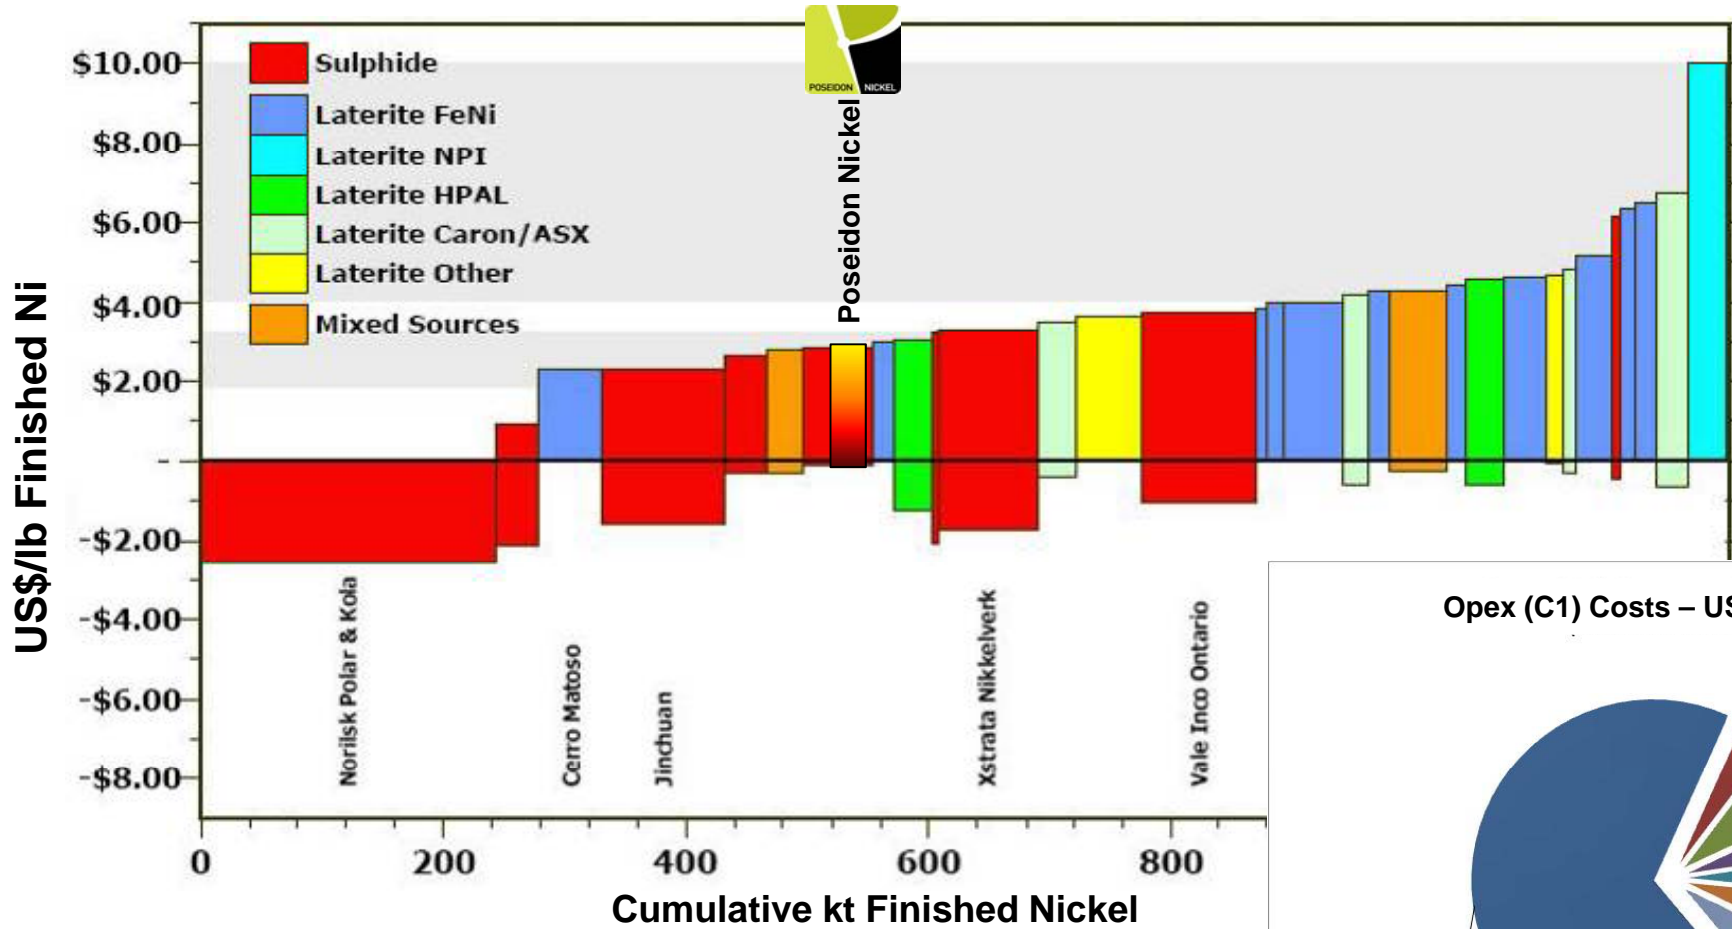 POSEIDON NICKEL
Poseidon Nickel
US$/lb Finished Ni
$10.00
$8.00
$6.00
$4.00
$2.00
-
-$2.00
-$4.00
-$6.00
-$8.00
Sulphide
Laterite FeNi
Laterite NPI
Laterite HPAL
Laterite Caron/ASX
Laterite Other
Mixed Sources
Norilsk Polar & Kola
Cerro Matoso
Jinchuan
Xstrata Nikkelverk
Vale Inco Ontario
0 200 400 600 800
Cumulative kt Finished Nickel
Opex (C1) Costs – US